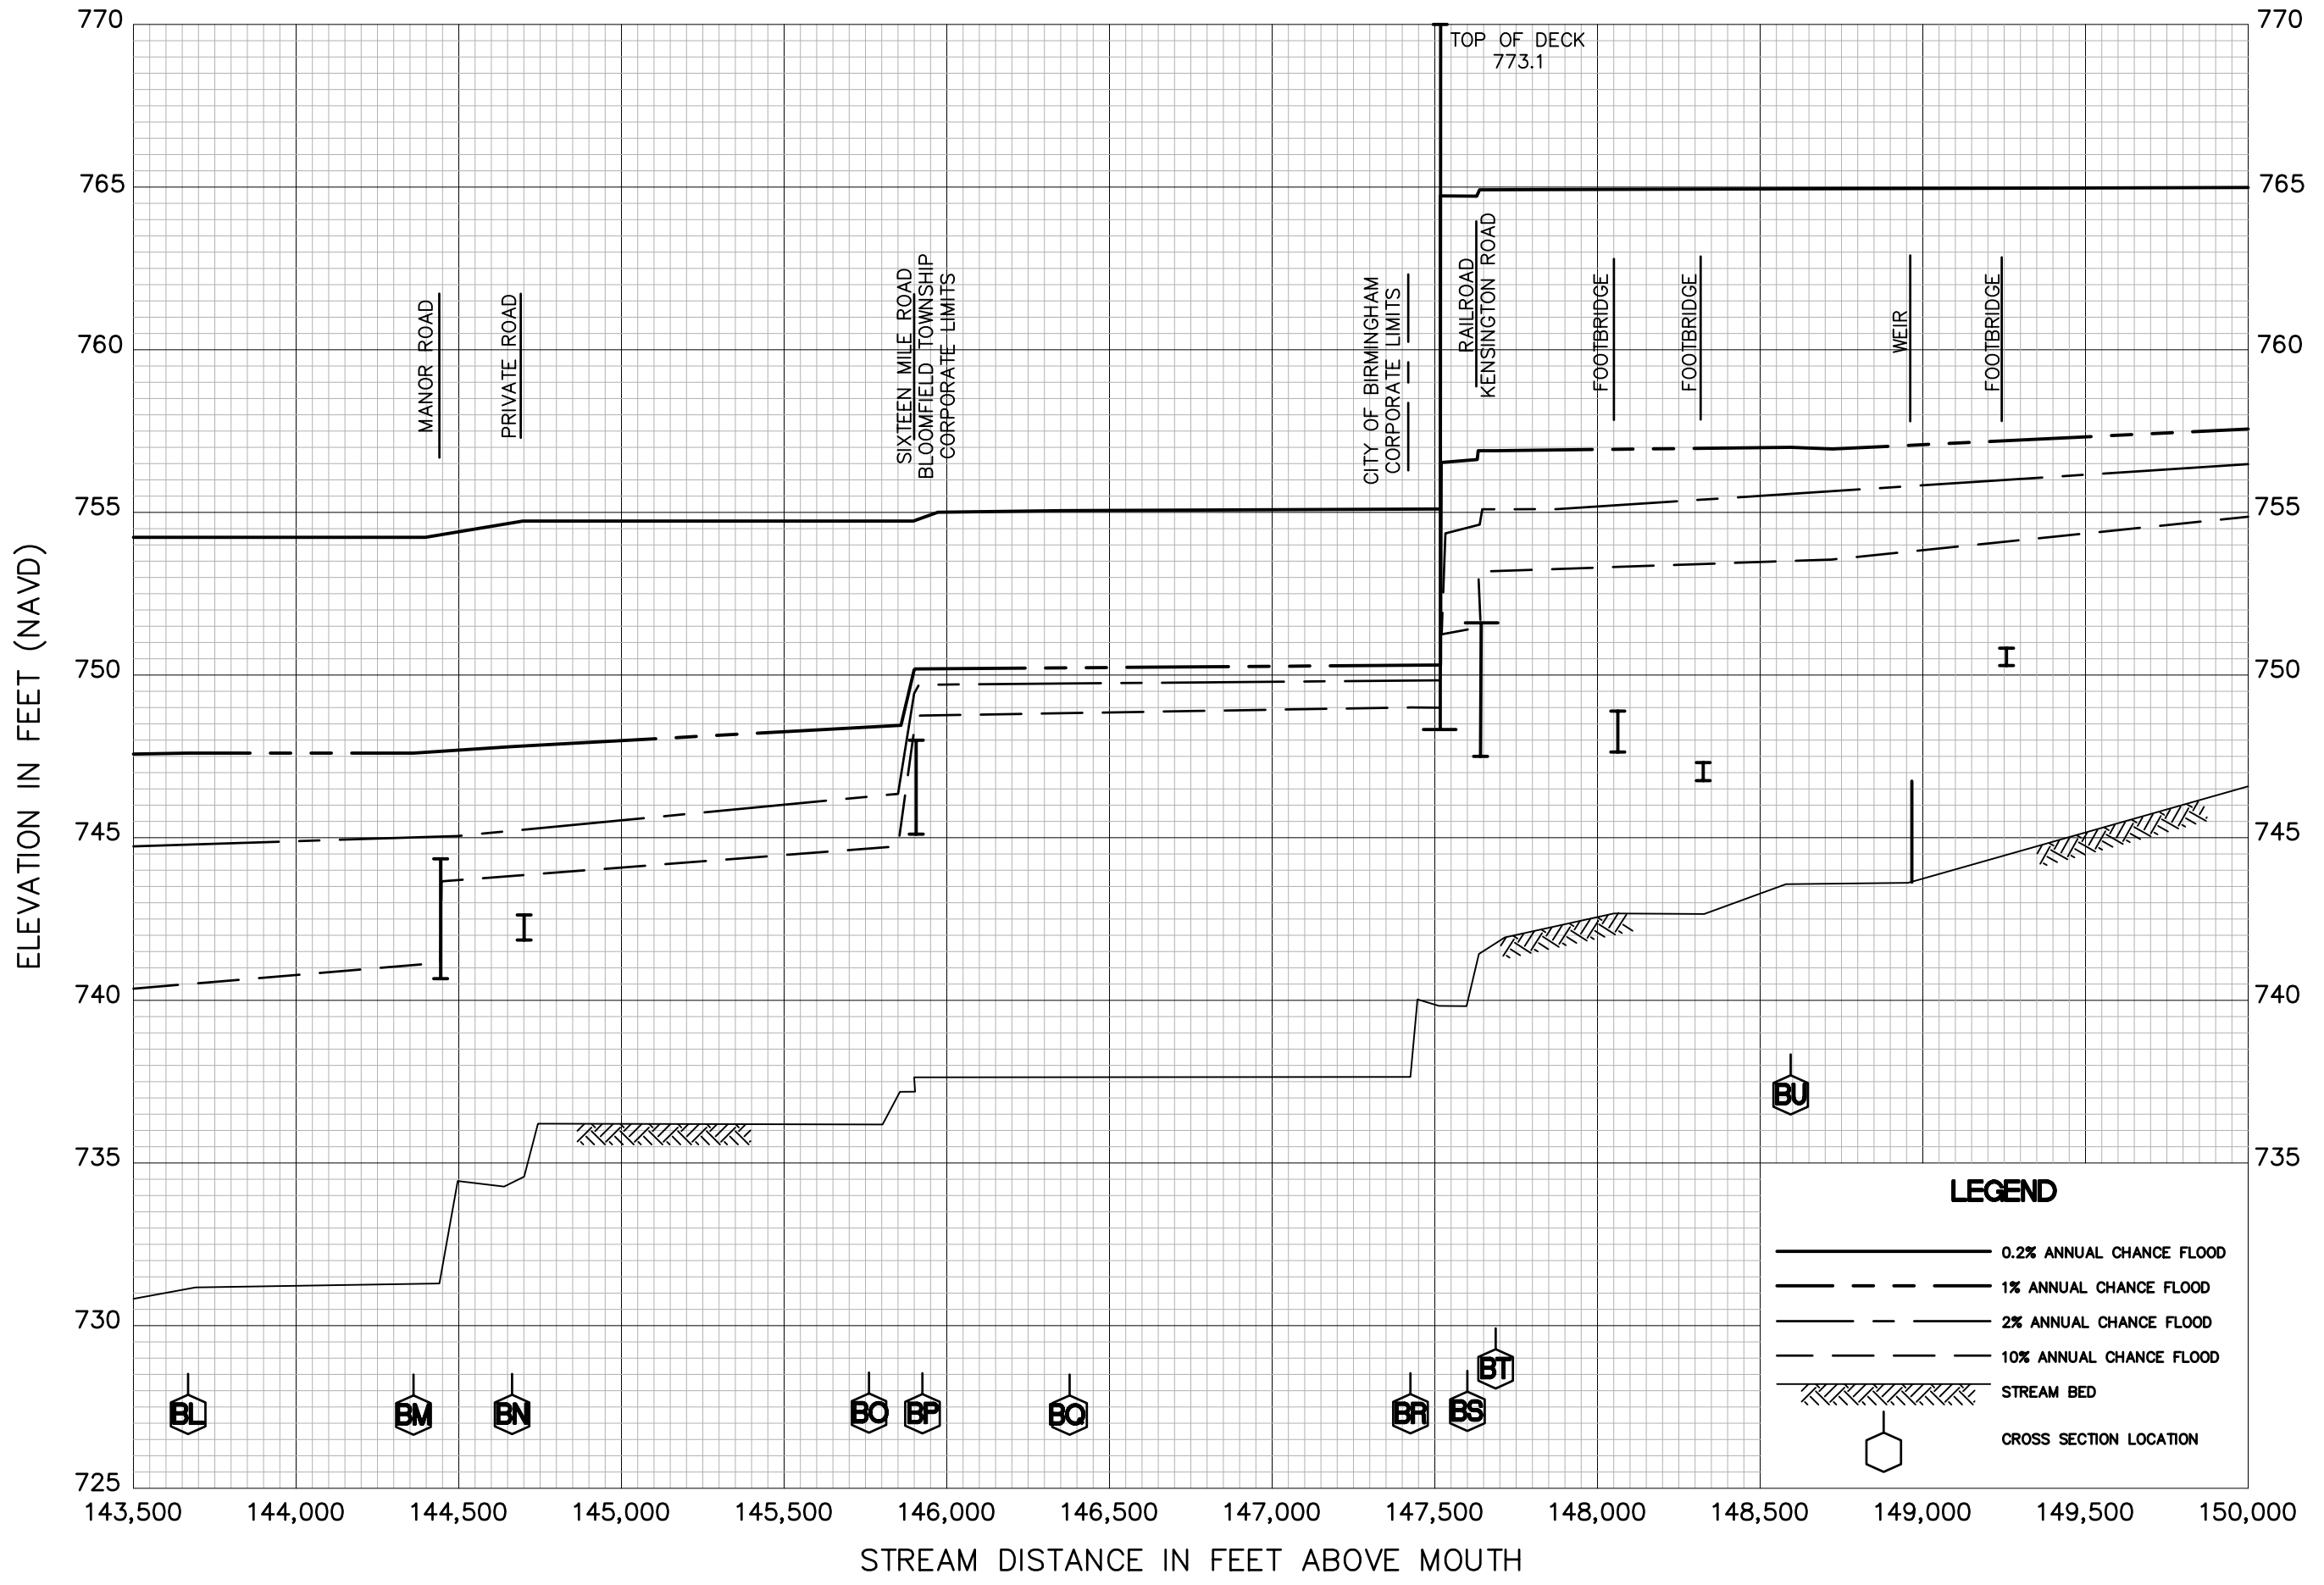 770
765
760
755
750
745
740
735
730
725
ELEVATION IN FEET (NAVD)
770
765
760
755
750
745
740
735
TOP OF DECK
773.1
MANOR ROAD
PRIVATE ROAD
SIXTEEN MILE ROAD
BLOOMFIELD TOWNSHIP
CORPORATE LIMITS
CITY OF BIRMINGHAM
CORPORATE LIMITS
RAILROAD
KENSINGTON ROAD
FOOTBRIDGE
FOOTBRIDGE
WEIR
FOOTBRIDGE
BL
BM
BN
BO
BP
BQ
BR
BS
BT
BU
LEGEND
0.2% ANNUAL CHANCE FLOOD
1% ANNUAL CHANCE FLOOD
2% ANNUAL CHANCE FLOOD
10% ANNUAL CHANCE FLOOD
STREAM BED
CROSS SECTION LOCATION
143,500 144,000 144,500 145,000 145,500 146,000 146,500 147,000 147,500 148,000 148,500 149,000 149,500 150,000
STREAM DISTANCE IN FEET ABOVE MOUTH